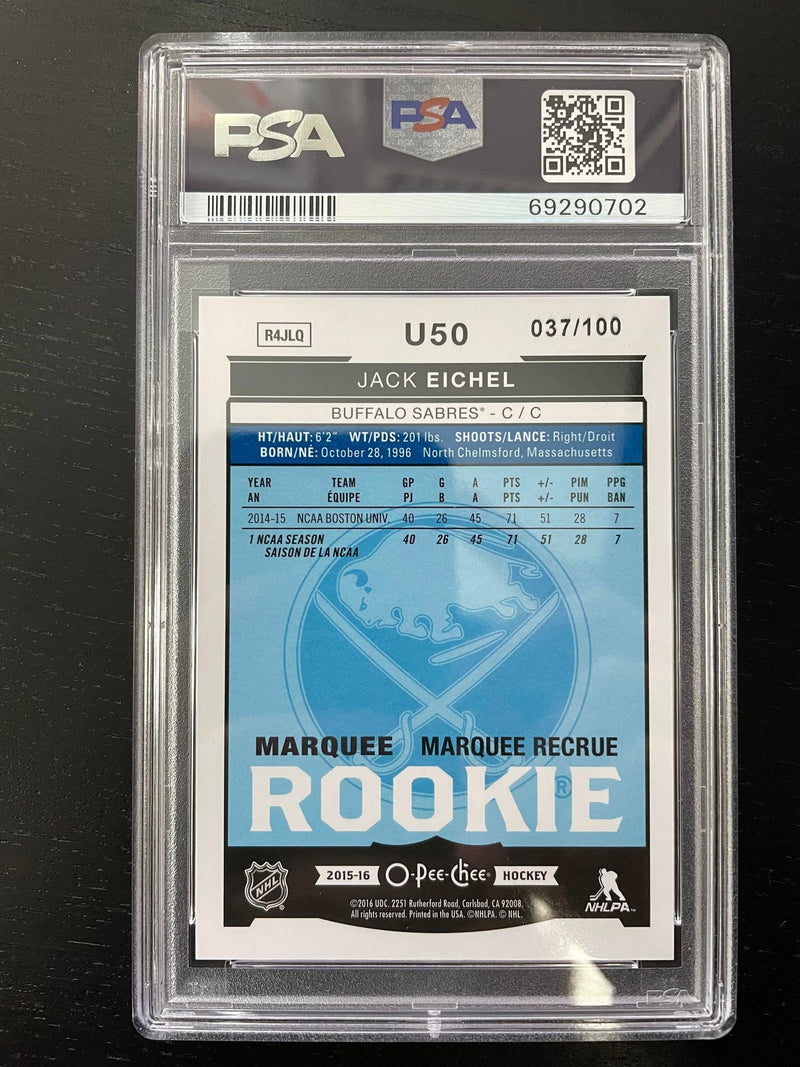 PSA PSA
69290702
R4JLQ U50 037/100
JACK EICHEL
BUFFALO SABRES® - C / C
HT/HAUT: 6'2" WT/PDS: 201 lbs. SHOOTS/LANCE: Right/Droit
BORN/NÉ: October 28, 1996 North Chelmsford, Massachusetts
YEAR TEAM GP G A PTS +/- PIM PPG
AN ÉQUIPE PJ B A PTS +/- PUN BAN
2014-15 NCAA BOSTON UNIV. 40 26 45 71 51 28 7
1 NCAA SEASON 40 26 45 71 51 28 7
SAISON DE LA NCAA
MARQUEE MARQUEE RECRUE
ROOKIE
®
NHL 2015-16 O-Pee-Chee® HOCKEY NHLPA™
©2016 UDC. 2251 Rutherford Road, Carlsbad, CA 92008.
All rights reserved. Printed in the USA. ©NHLPA. © NHL.
PSA